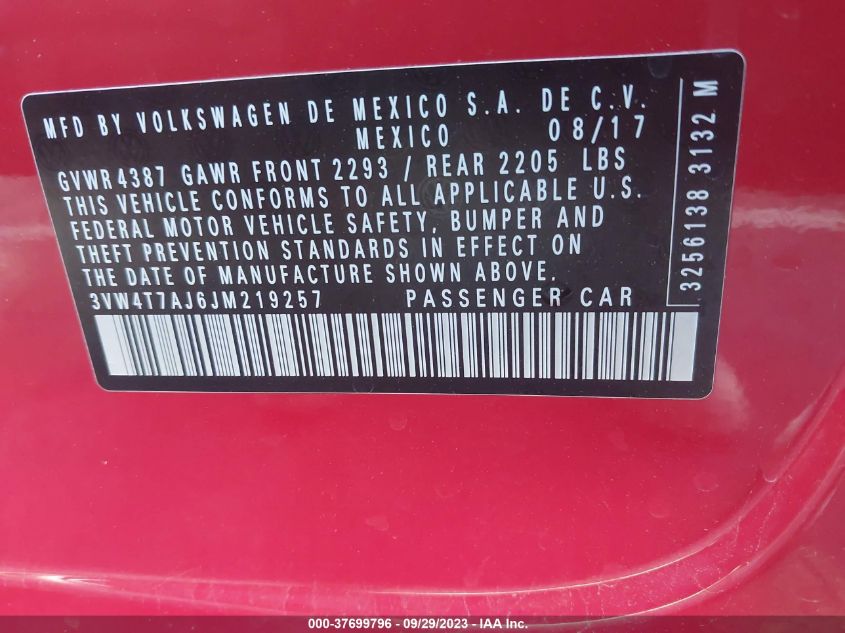 MFD BY VOLKSWAGEN DE MEXICO S.A. DE C.V.
MEXICO 08/17
GVWR 4387 GAWR FRONT 2293 / REAR 2205 LBS
THIS VEHICLE CONFORMS TO ALL APPLICABLE U.S.
FEDERAL MOTOR VEHICLE SAFETY, BUMPER AND
THEFT PREVENTION STANDARDS IN EFFECT ON
THE DATE OF MANUFACTURE SHOWN ABOVE.
3VW4T7AJ6JM219257 PASSENGER CAR
3256138 3132 M
000-37699796 - 09/29/2023 - IAA Inc.